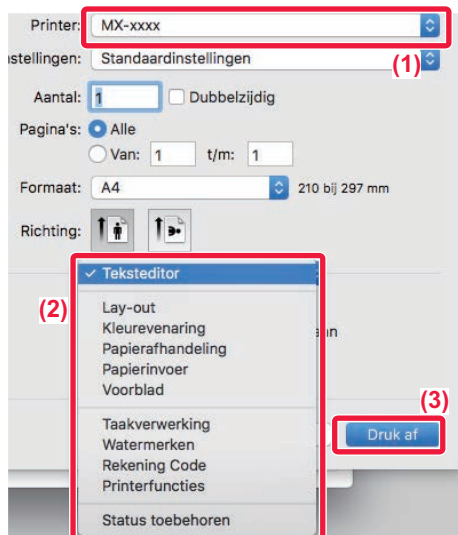 Printer: MX-xxxx
stellingen: Standaardinstellingen
(1)
Aantal: 1 Dubbelzijdig
Pagina's: Alle
Van: 1 t/m: 1
Formaat: A4 210 bij 297 mm
Richting:
✓ Teksteditor
(2)
Lay-out
Kleurevenaring
Papierafhandeling
Papierinvoer
Voorblad
(3)
Taakverwerking
Druk af
Watermerken
Rekening Code
Printerfuncties
Status toebehoren